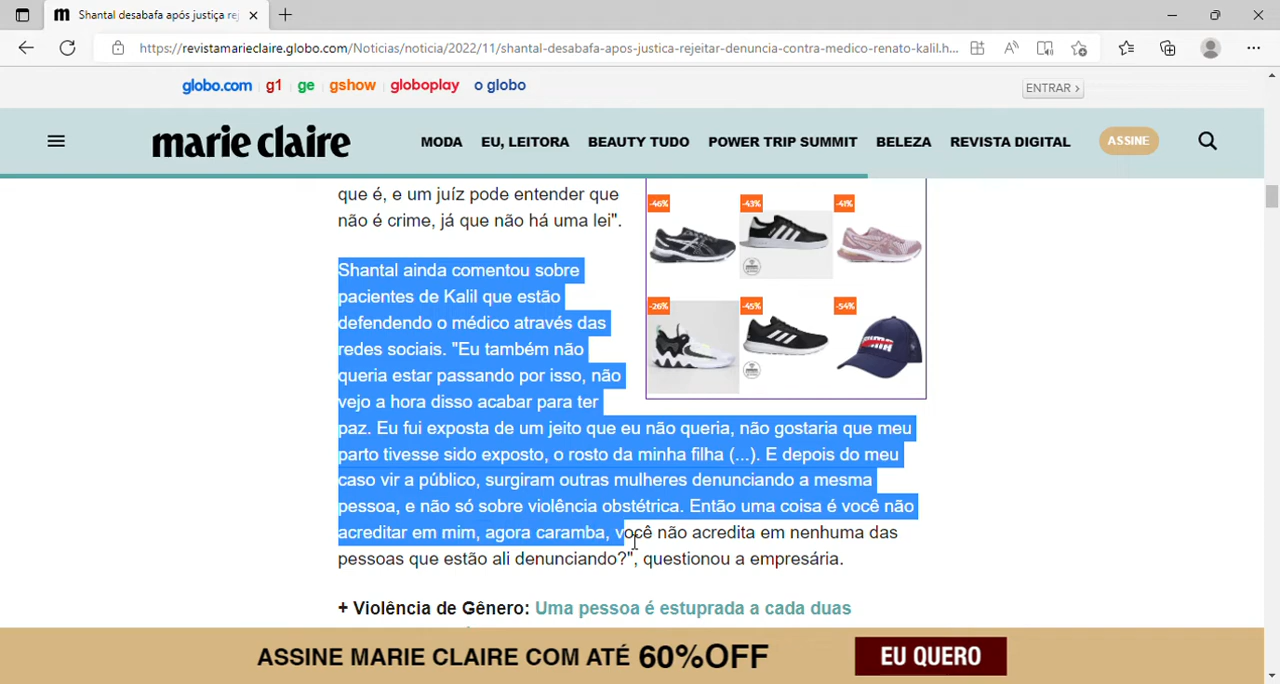 Shantal desabafa após justiça rej
https://revistamarieclaire.globo.com/Noticias/noticia/2022/11/shantal-desabafa-apos-justica-rejeitar-denuncia-contra-medico-renato-kalil.h...
globo.com g1 ge gshow globoplay o globo
ENTRAR >
marie claire MODA EU, LEITORA BEAUTY TUDO POWER TRIP SUMMIT BELEZA REVISTA DIGITAL ASSINE
que é, e um juíz pode entender que
não é crime, já que não há uma lei".
-46% -43% -41%
-26% -45% -54%
Shantal ainda comentou sobre
pacientes de Kalil que estão
defendendo o médico através das
redes sociais. "Eu também não
queria estar passando por isso, não
vejo a hora disso acabar para ter
paz. Eu fui exposta de um jeito que eu não queria, não gostaria que meu
parto tivesse sido exposto, o rosto da minha filha (...). E depois do meu
caso vir a público, surgiram outras mulheres denunciando a mesma
pessoa, e não só sobre violência obstétrica. Então uma coisa é você não
acreditar em mim, agora caramba, você não acredita em nenhuma das
pessoas que estão ali denunciando?", questionou a empresária.
+ Violência de Gênero: Uma pessoa é estuprada a cada duas
ASSINE MARIE CLAIRE COM ATÉ 60%OFF EU QUERO